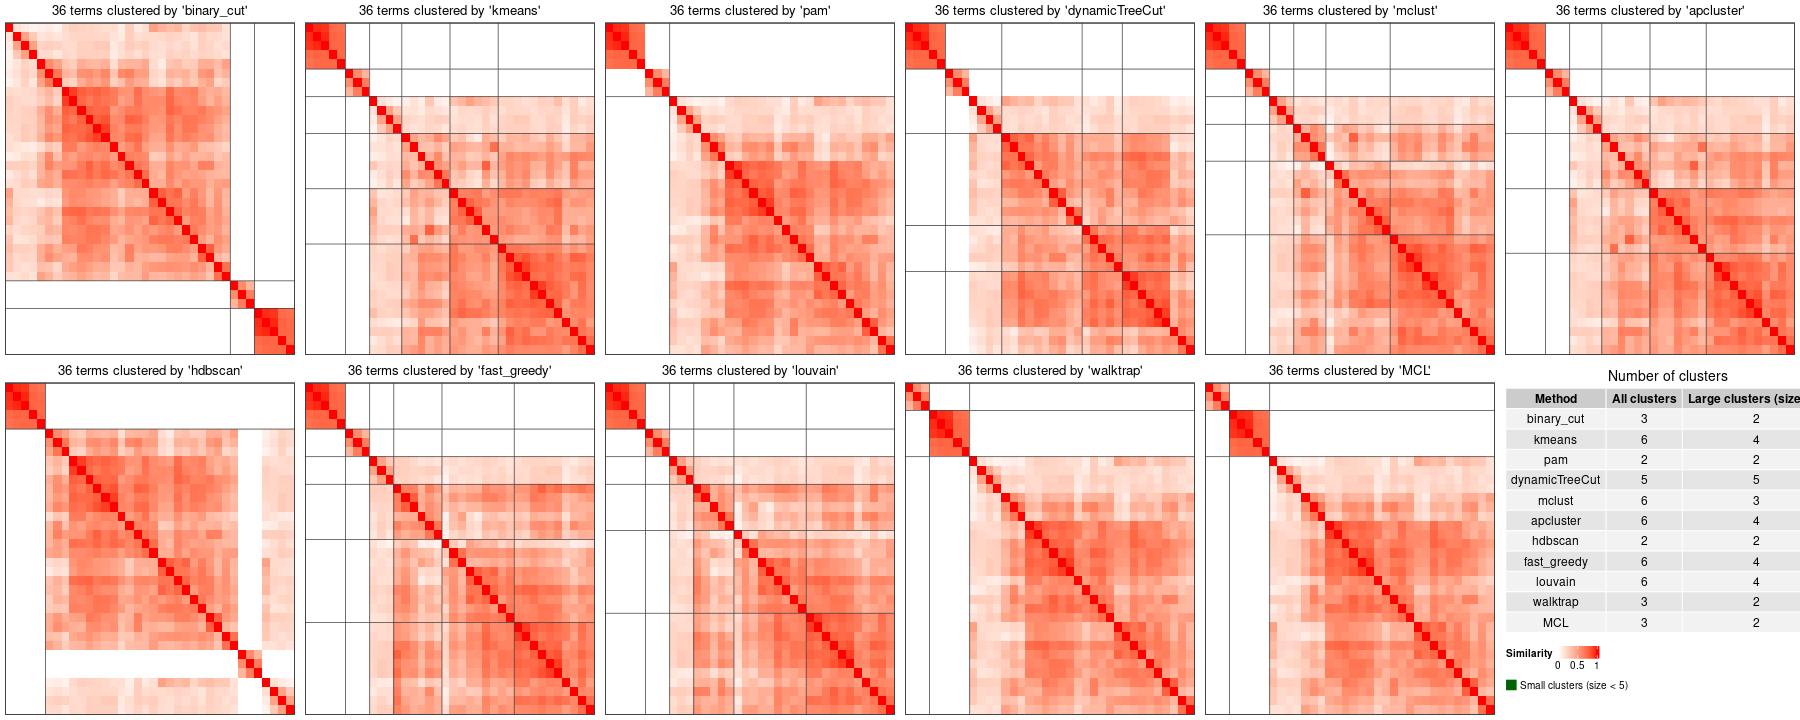 36 terms clustered by 'binary_cut'
36 terms clustered by 'kmeans'
36 terms clustered by 'pam'
36 terms clustered by 'dynamicTreeCut'
36 terms clustered by 'mclust'
36 terms clustered by 'apcluster'
36 terms clustered by 'hdbscan'
36 terms clustered by 'fast_greedy'
36 terms clustered by 'louvain'
36 terms clustered by 'walktrap'
36 terms clustered by 'MCL'
Number of clusters
Method All clusters Large clusters (size
binary_cut 3 2
kmeans 6 4
pam 2 2
dynamicTreeCut 5 5
mclust 6 3
apcluster 6 4
hdbscan 2 2
fast_greedy 6 4
louvain 6 4
walktrap 3 2
MCL 3 2
Similarity
0 0.5 1
Small clusters (size < 5)